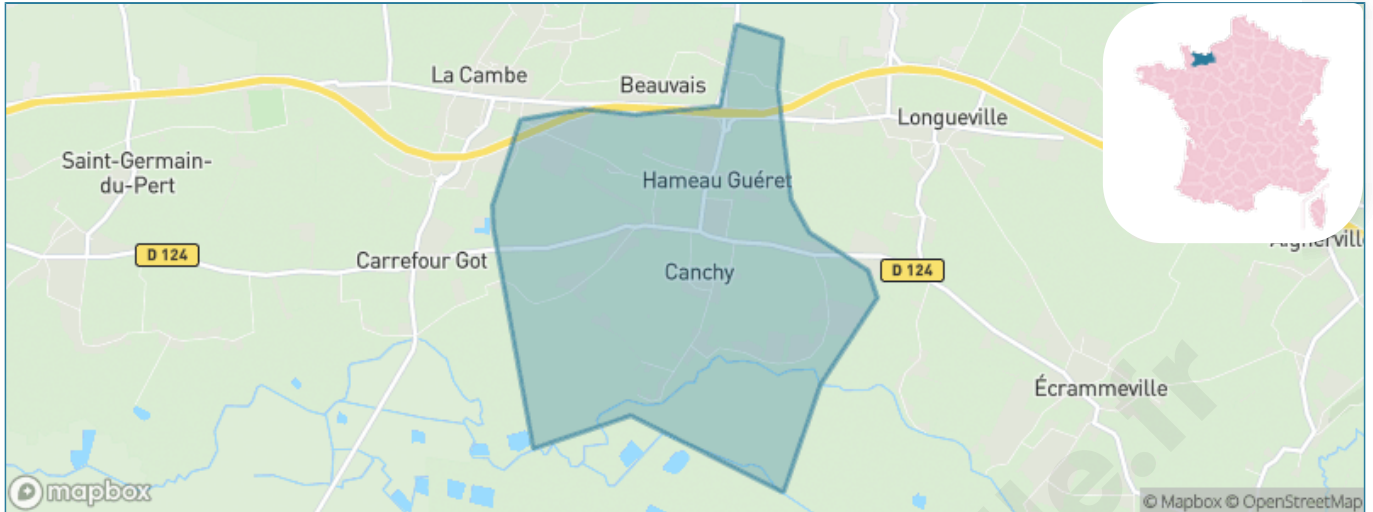 La Cambe
Beauvais
Longueville
Saint-Germain-
du-Pert
Hameau Guéret
D 124
Carrefour Got
Canchy
D 124
Écrammeville
mapbox
© Mapbox © OpenStreetMap